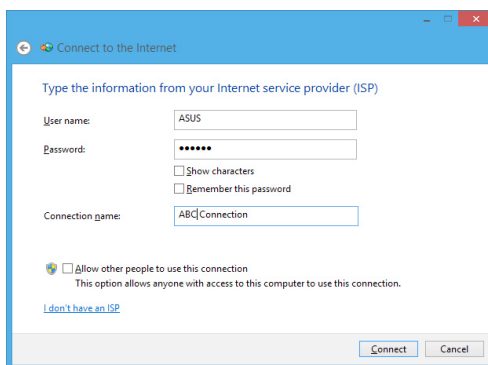 Connect to the Internet
Type the information from your Internet service provider (ISP)
User name: ASUS
Password: ••••••
Show characters
Remember this password
Connection name: ABC Connection
Allow other people to use this connection
This option allows anyone with access to this computer to use this connection.
I don't have an ISP
Connect Cancel